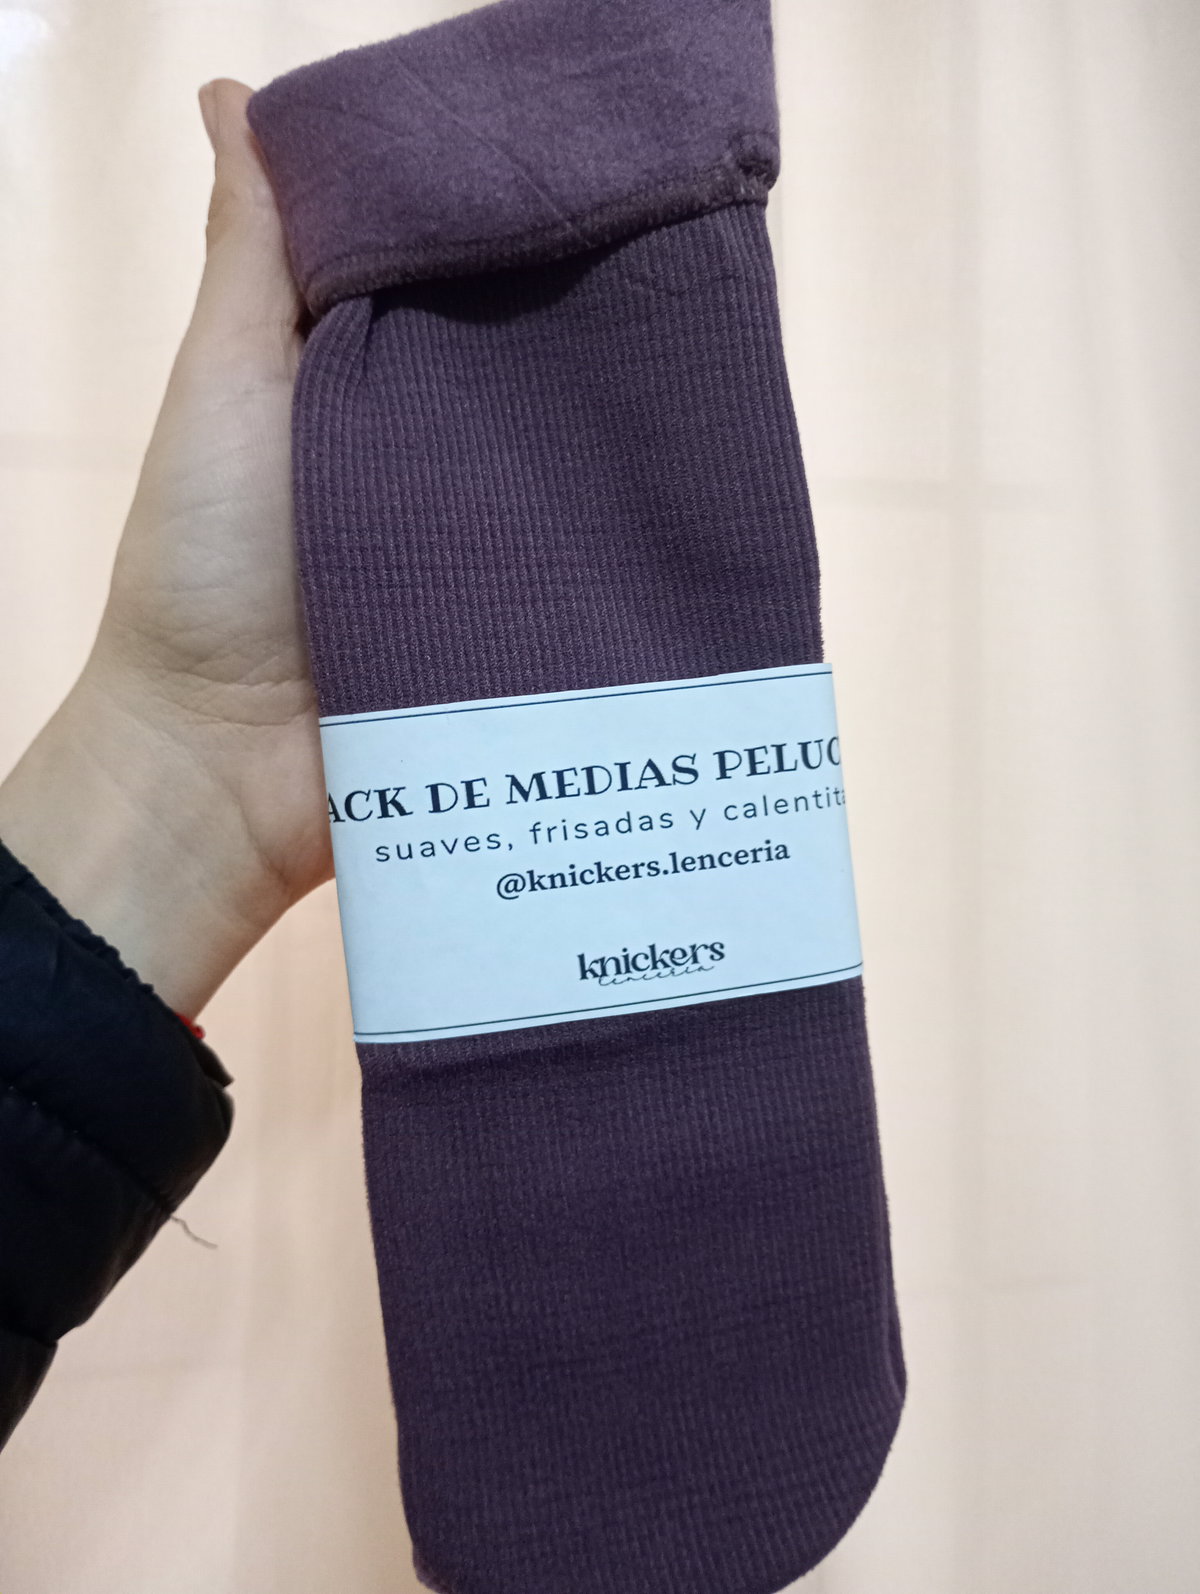 ACK DE MEDIAS PELUC
suaves, frisadas y calentita
@knickers.lenceria
knickers
lenceria